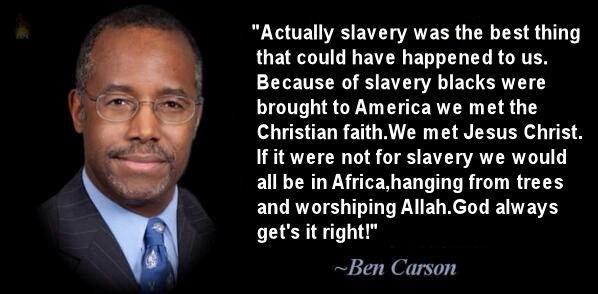 "Actually slavery was the best thing
that could have happened to us.
Because of slavery blacks were
brought to America we met the
Christian faith.We met Jesus Christ.
If it were not for slavery we would
all be in Africa,hanging from trees
and worshiping Allah.God always
get's it right!"
~Ben Carson